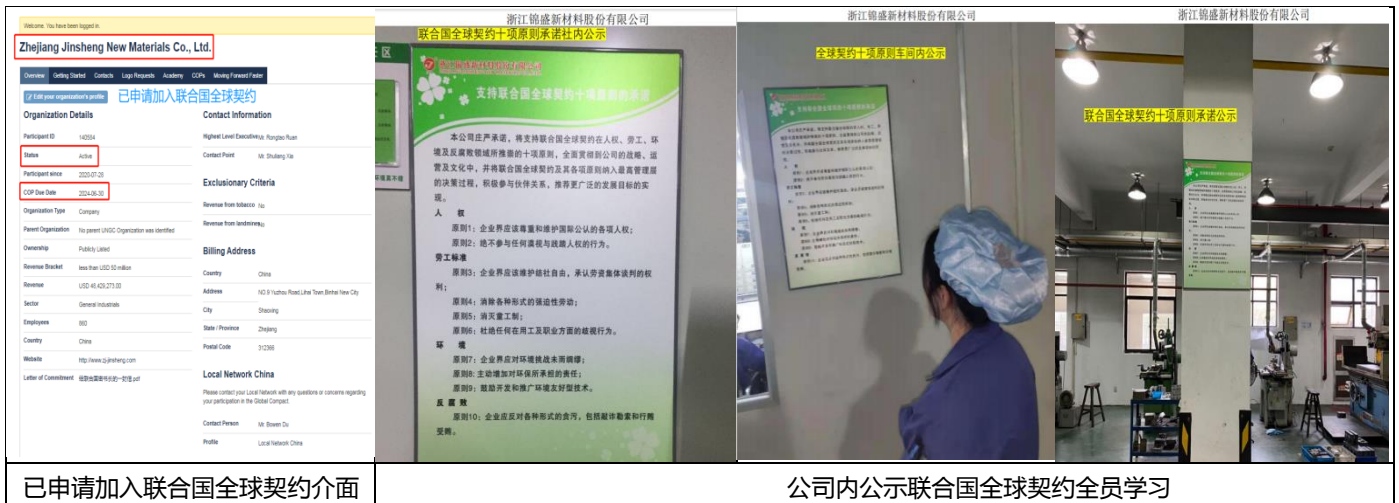 Welcome, You have been logged in.
Zhejiang Jinsheng New Materials Co., Ltd.
Overview Getting Started Contacts Logo Requests Academy COPs Moving Forward Faster
Edit your organization's profile 已申请加入联合国全球契约
Organization Details
Participant ID 140554
Status Active
Participant since 2020-07-28
COP Due Date 2024-06-30
Organization Type Company
Parent Organization No parent UNGC Organization was identified
Ownership Publicly Listed
Revenue Bracket less than USD 50 million
Revenue USD 48,429,273.00
Sector General Industrials
Employees
Country China
Website http://www.zj-jinsheng.com
Letter of Commitment
Contact Information
Highest Level Executive Mr. Rongtao Ruan
Contact Point Mr. Shuliang Xia
Exclusionary Criteria
Revenue from tobacco No
Revenue from landmines No
Billing Address
Country China
Address NO.9 Yuzhou Road,Lihai Town,Binhai New City
City Shaoxing
State / Province Zhejiang
Postal Code 312366
Local Network China
Please contact your Local Network with any questions or concerns regarding
your participation in the Global Compact.
Contact Person Mr. Bowen Du
Profile Local Network China
浙江锦盛新材料股份有限公司
联合国全球契约十项原则承诺社内公示
支持联合国全球契约十项原则的承诺
本公司庄严承诺，将支持联合国全球契约的在人权、劳工、环
境及反腐败领域所推崇的十项原则，全面贯彻到公司的战略、运
营及文化中，并将联合国全球契约及其各项原则纳入最高管理层
的决策过程，积极参与伙伴关系，推荐更广泛的发展目标的实
现。
人 权
原则1：企业界应该尊重和维护国际公认的各项人权；
原则2：绝不参与任何漠视与践踏人权的行为。
劳工标准
原则3：企业界应该维护结社自由，承认劳资集体谈判的权
利；
原则4：消除各种形式的强迫性劳动；
原则5：消灭童工制；
原则6：杜绝任何在用工及职业方面的歧视行为。
环 境
原则7：企业界应对环境挑战未雨绸缪；
原则8：主动增加对环保所承担的责任；
原则9：鼓励开发和推广环境友好型技术。
反 腐 败
原则10：企业应反对各种形式的贪污，包括敲诈勒索和行贿
受贿。
浙江锦盛新材料股份有限公司
全球契约十项原则车间内公示
浙江锦盛新材料股份有限公司
联合国全球契约十项原则承诺公示
已申请加入联合国全球契约介面
公司内公示联合国全球契约全员学习